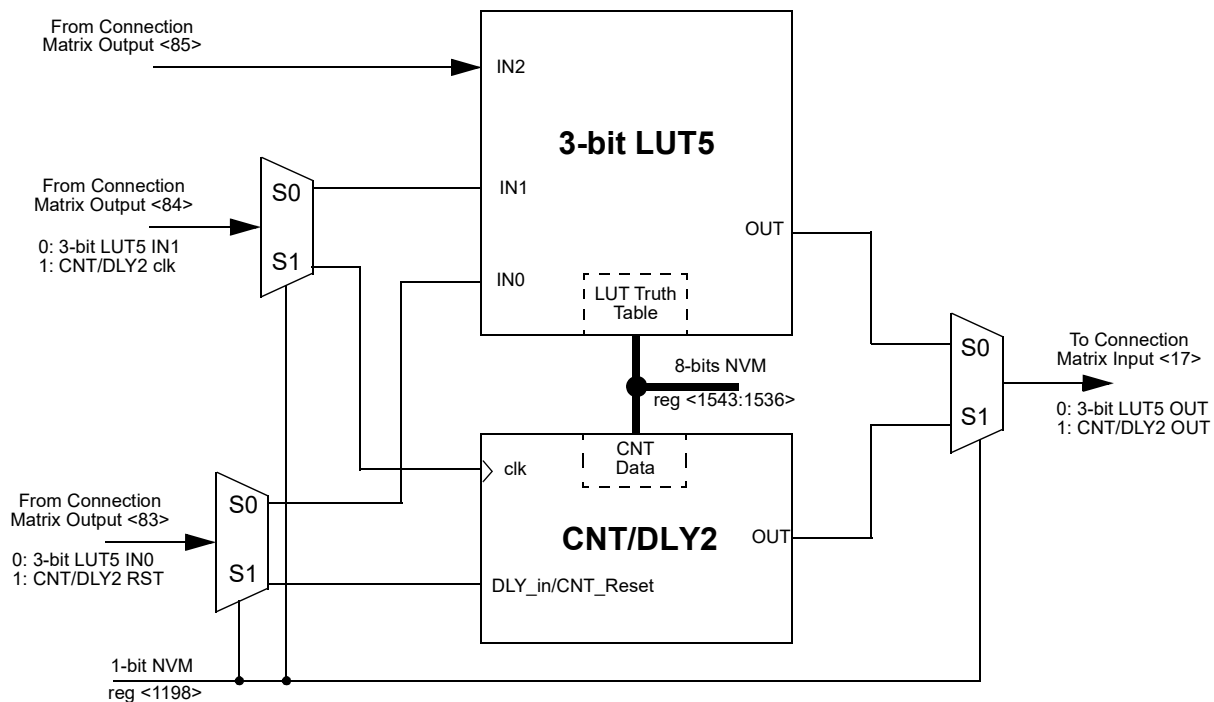 From Connection
Matrix Output <85>
IN2
3-bit LUT5
From Connection
Matrix Output <84>
S0
IN1
0: 3-bit LUT5 IN1
1: CNT/DLY2 clk
S1
OUT
IN0
LUT Truth
Table
S0
To Connection
Matrix Input <17>
8-bits NVM
reg <1543:1536>
S1
0: 3-bit LUT5 OUT
1: CNT/DLY2 OUT
CNT
Data
clk
From Connection
Matrix Output <83>
S0
CNT/DLY2
OUT
0: 3-bit LUT5 IN0
1: CNT/DLY2 RST
S1
DLY_in/CNT_Reset
1-bit NVM
reg <1198>